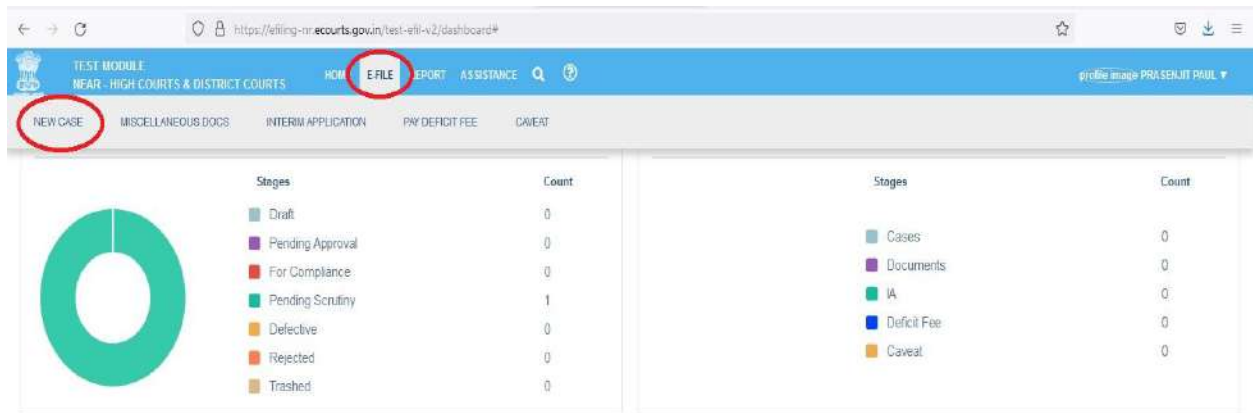 https://efiling-nr.ecourts.gov.in/test-efil-v2/dashboard#
TEST MODULE
NEAR - HIGH COURTS & DISTRICT COURTS
HOME E-FILE REPORT ASSISTANCE
profile image PRASENJIT PAUL
NEW CASE MISCELLANEOUS DOCS INTERIM APPLICATION PAY DEFICIT FEE CAVEAT
Stages Count
Draft 0
Pending Approval 0
For Compliance 0
Pending Scrutiny 1
Defective 0
Rejected 0
Trashed 0
Stages Count
Cases 0
Documents 0
IA 0
Deficit Fee 0
Caveat 0